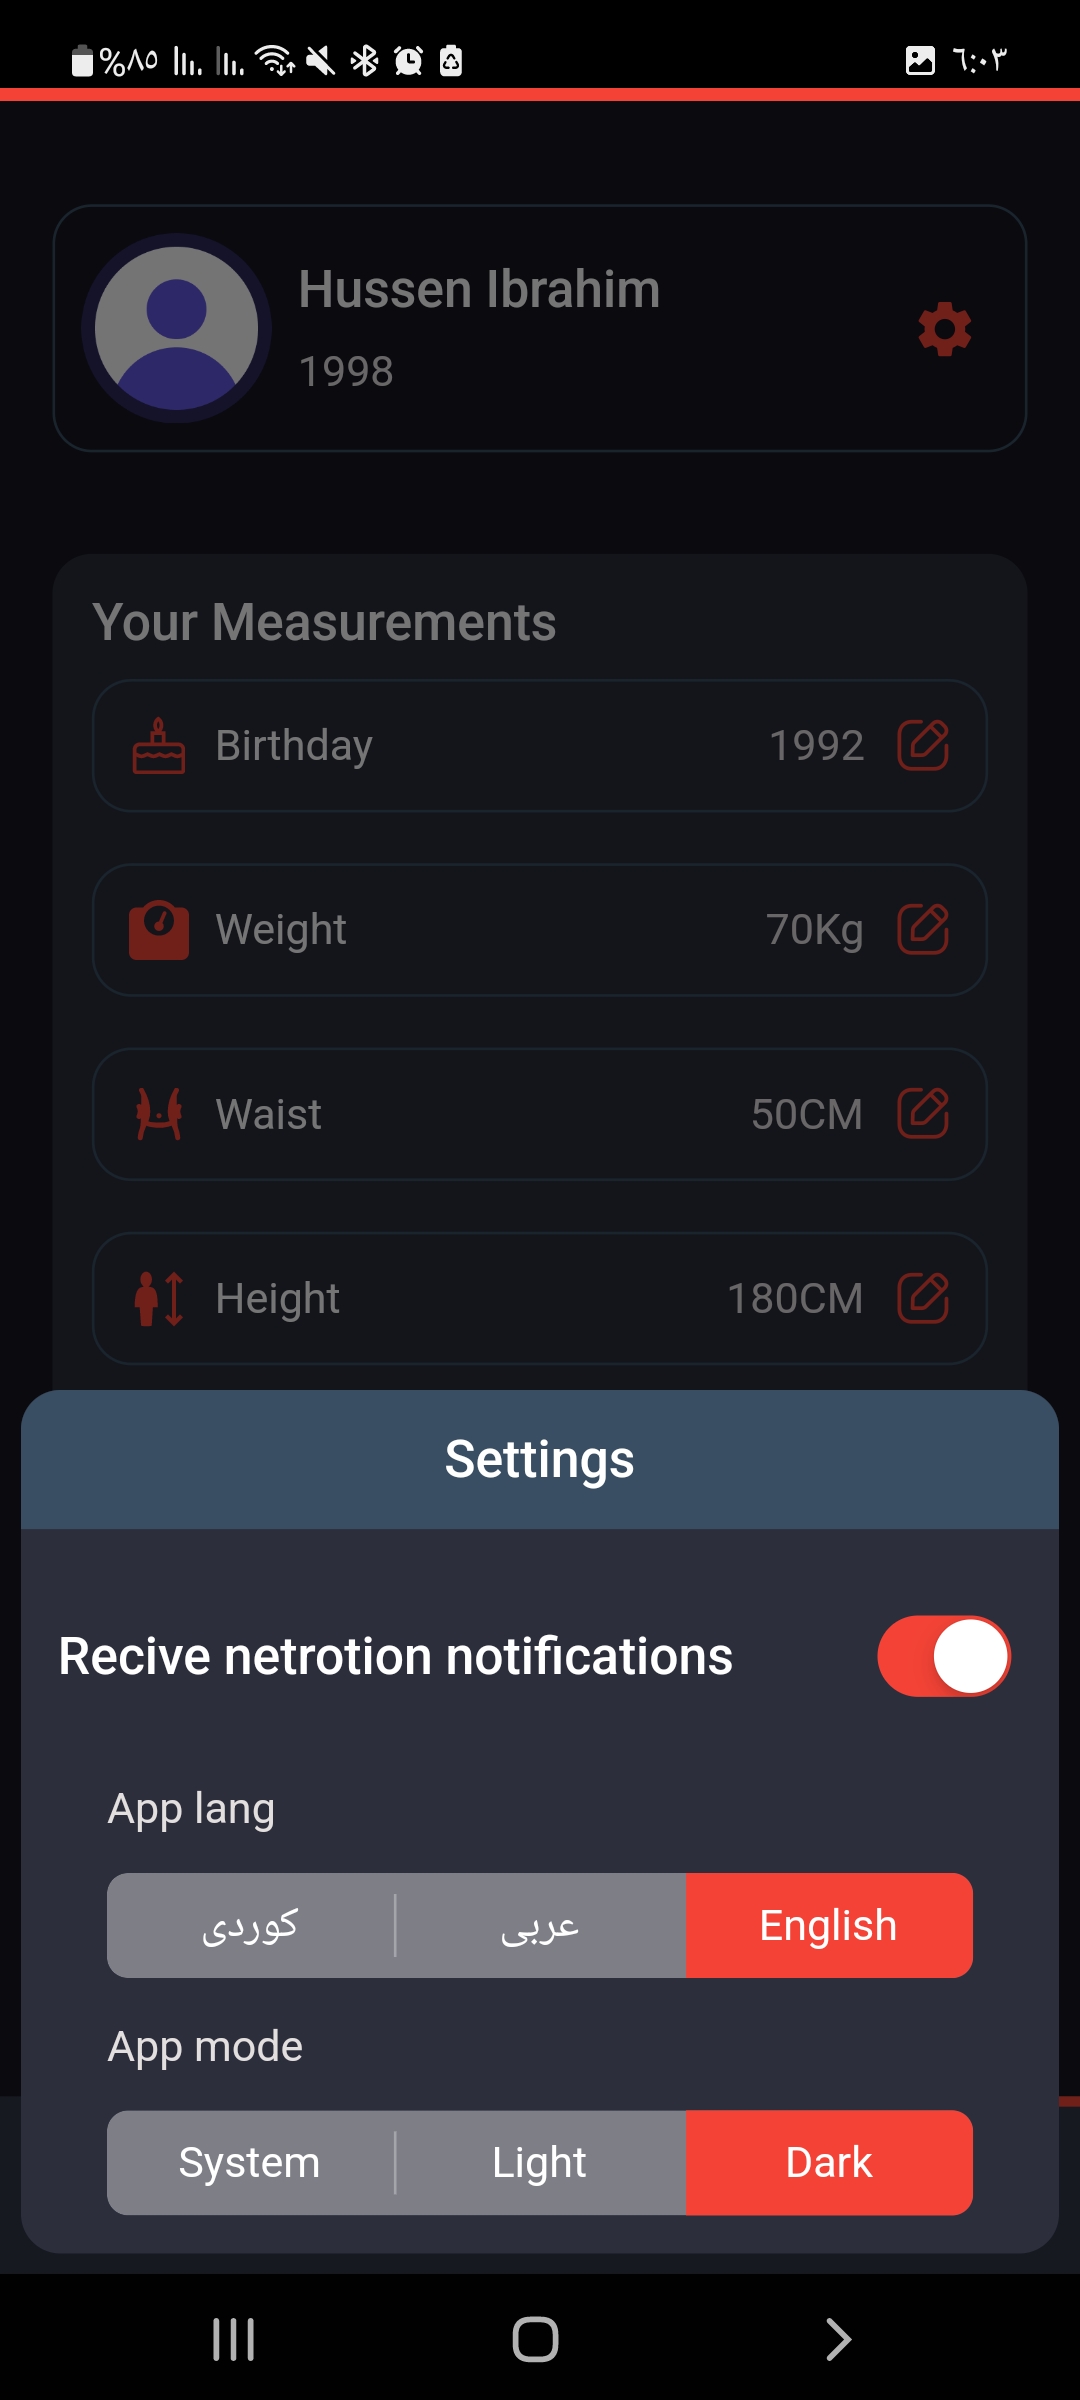 %٨٥ ٦:٠٣
Hussen Ibrahim
1998
Your Measurements
Birthday 1992
Weight 70Kg
Waist 50CM
Height 180CM
Settings
Recive netrotion notifications
App lang
کوردی عربی English
App mode
System Light Dark